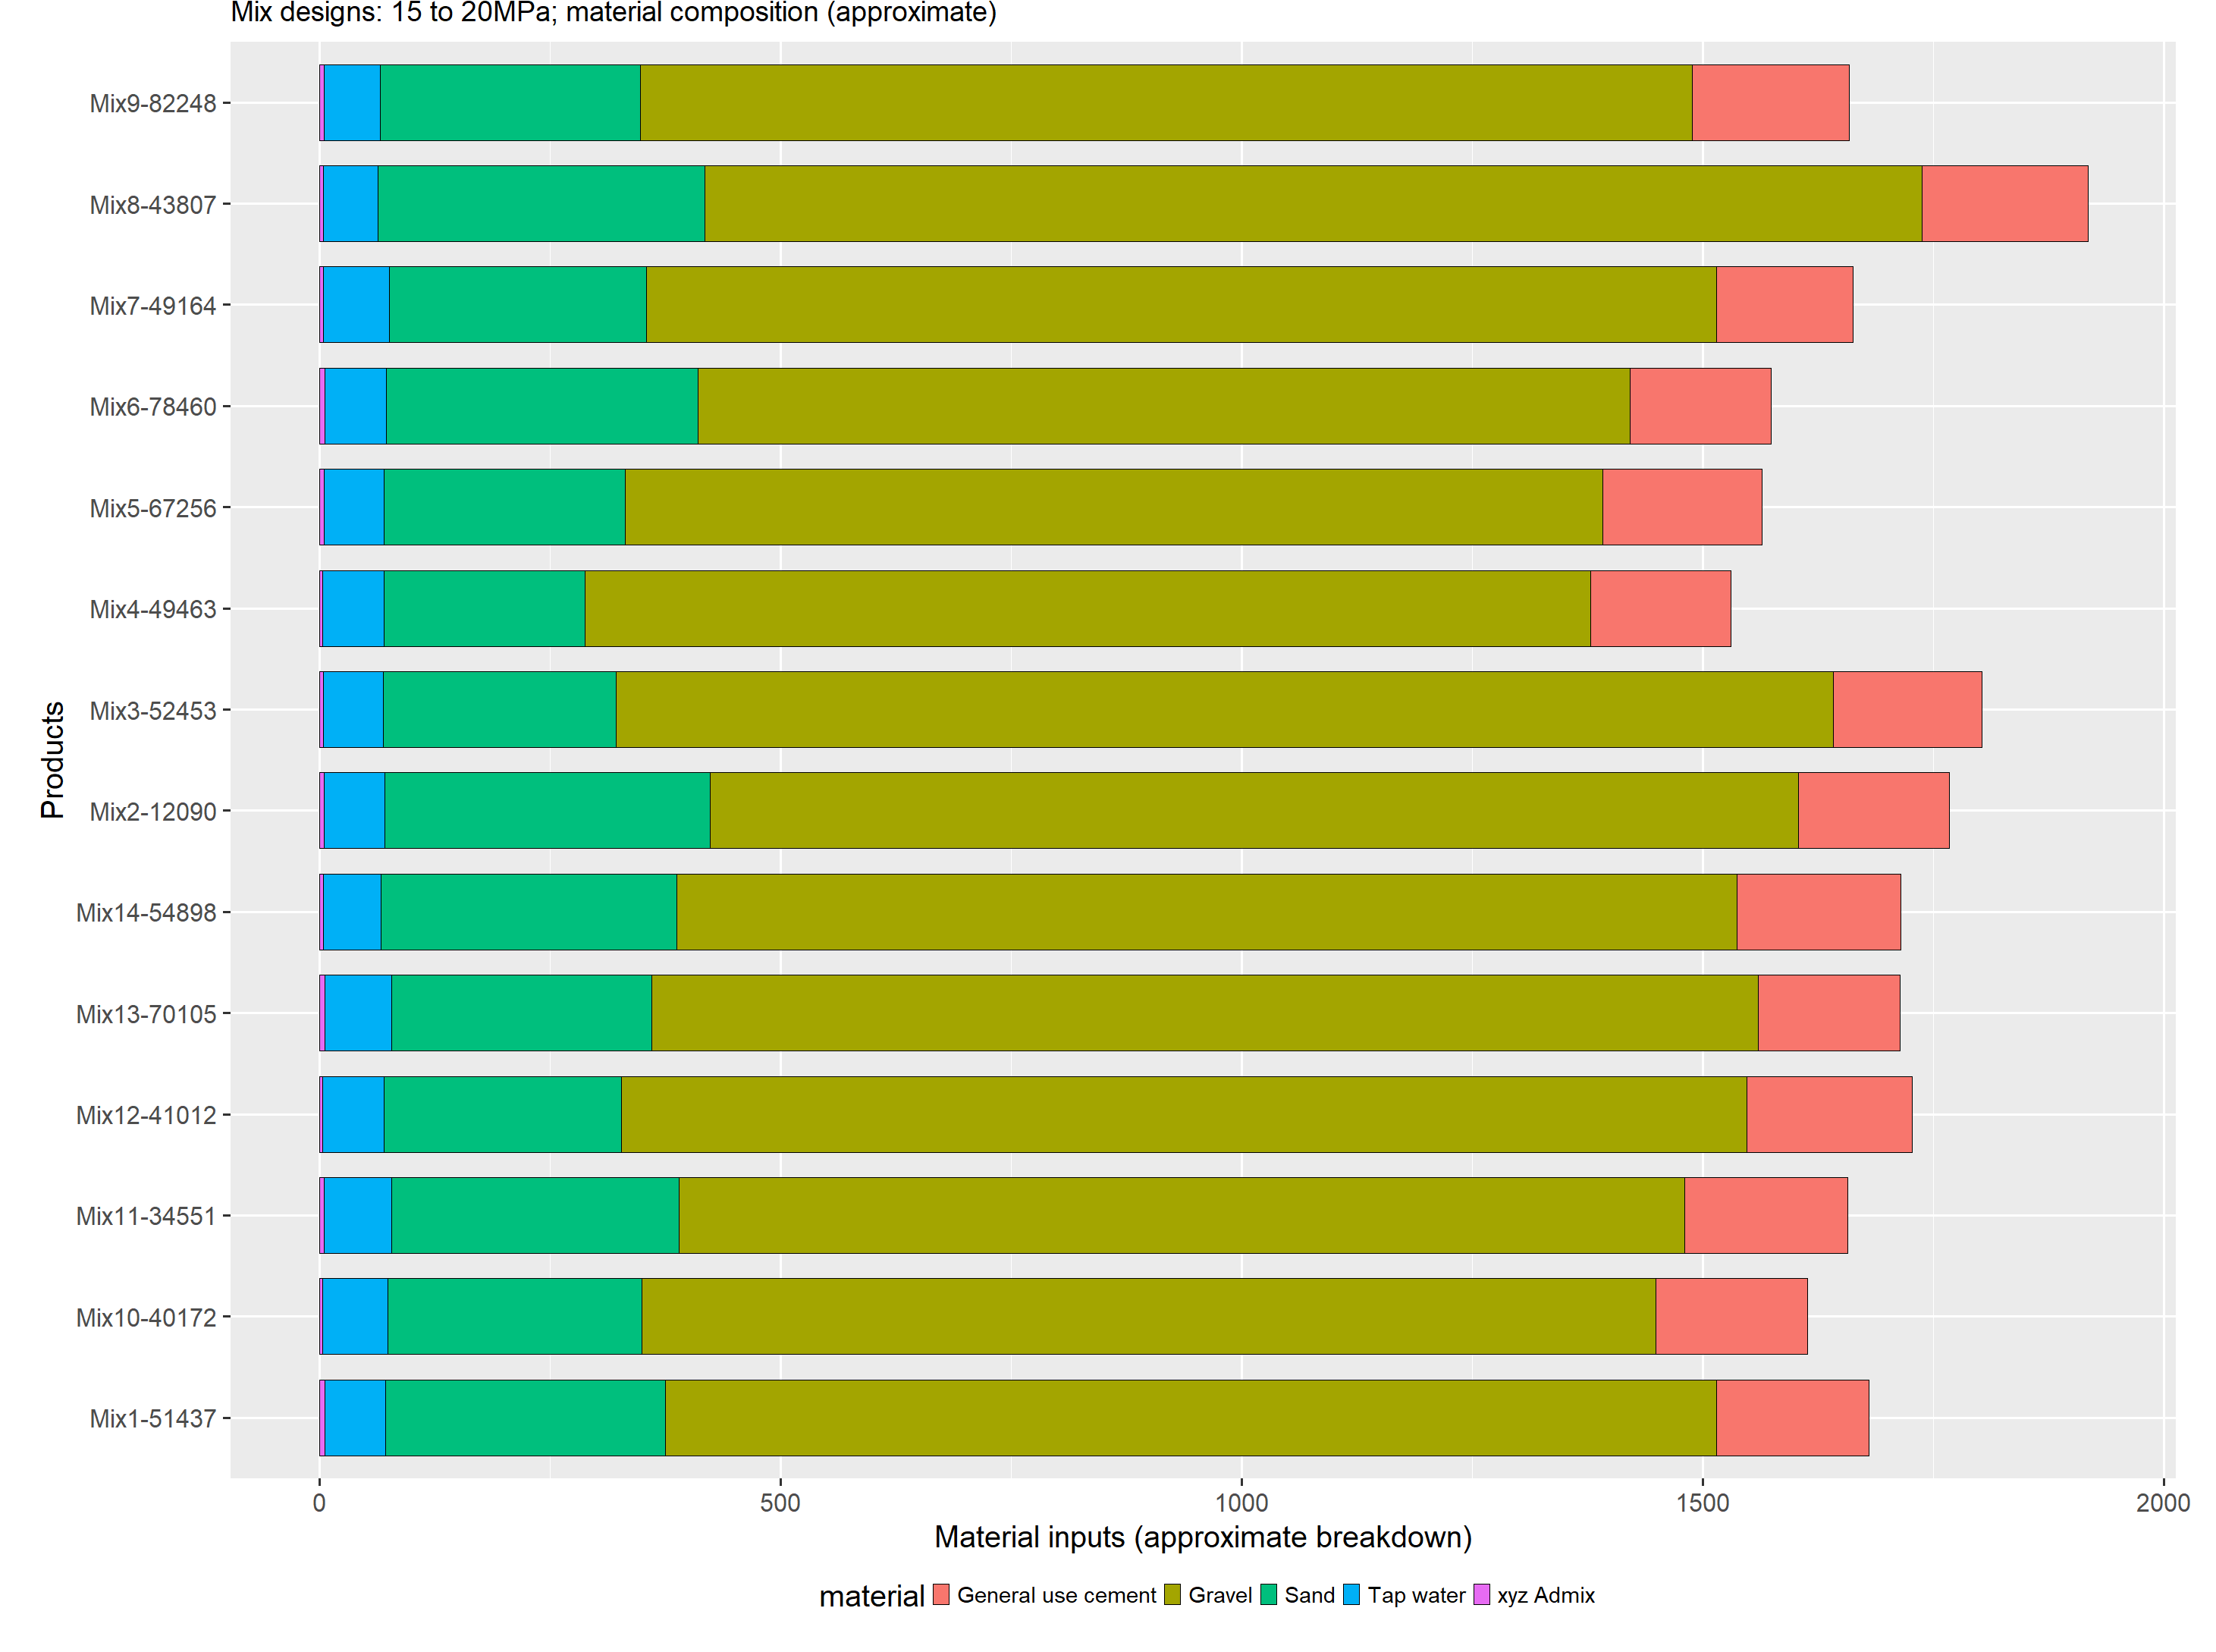 Mix designs: 15 to 20MPa; material composition (approximate)
Mix9-82248
Mix8-43807
Mix7-49164
Mix6-78460
Mix5-67256
Mix4-49463
Mix3-52453
Mix2-12090
Mix14-54898
Mix13-70105
Mix12-41012
Mix11-34551
Mix10-40172
Mix1-51437
Products
0 500 1000 1500 2000
Material inputs (approximate breakdown)
material General use cement Gravel Sand Tap water xyz Admix